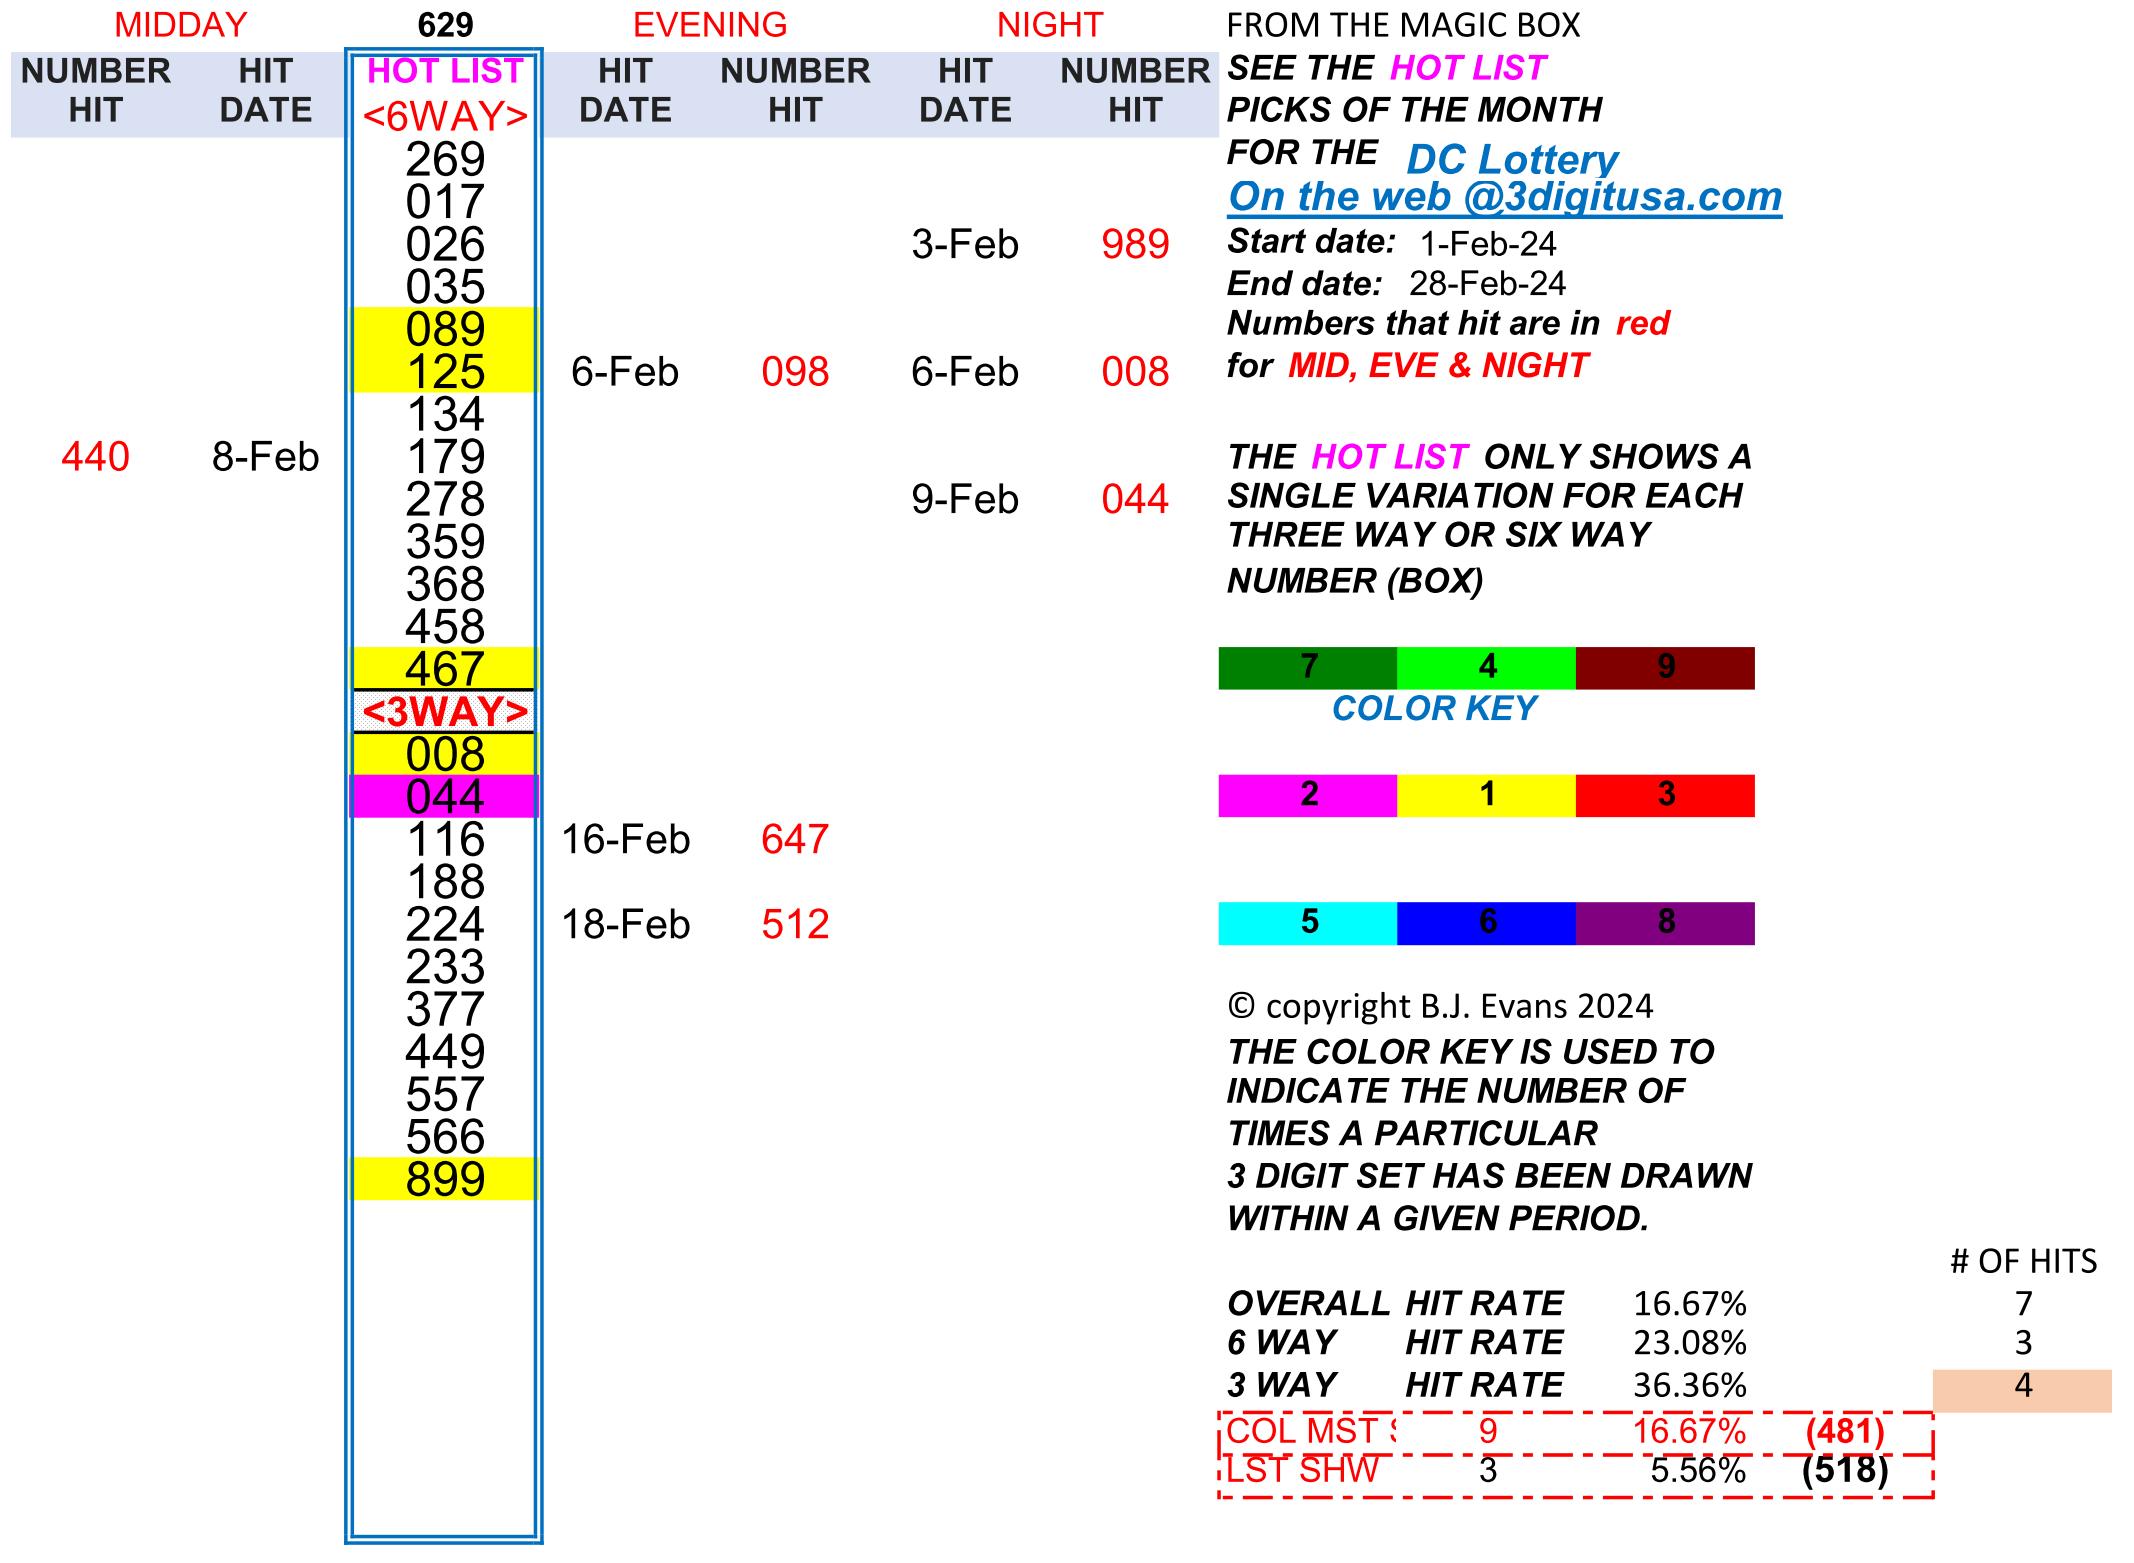 MIDDAY 629 EVENING NIGHT FROM THE MAGIC BOX
NUMBER HIT HOT LIST HIT NUMBER HIT NUMBER SEE THE HOT LIST
HIT DATE <6WAY> DATE HIT DATE HIT PICKS OF THE MONTH
269 FOR THE DC Lottery
017 On the web @3digitusa.com
026 3-Feb 989 Start date: 1-Feb-24
035 End date: 28-Feb-24
089 Numbers that hit are in red
125 6-Feb 098 6-Feb 008 for MID, EVE & NIGHT
134
440 8-Feb 179 THE HOT LIST ONLY SHOWS A
278 9-Feb 044 SINGLE VARIATION FOR EACH
359 THREE WAY OR SIX WAY
368 NUMBER (BOX)
458
467 7 4 9
<3WAY> COLOR KEY
008
044 2 1 3
116 16-Feb 647
188
224 18-Feb 512 5 6 8
233
377 © copyright B.J. Evans 2024
449 THE COLOR KEY IS USED TO
557 INDICATE THE NUMBER OF
566 TIMES A PARTICULAR
899 3 DIGIT SET HAS BEEN DRAWN
WITHIN A GIVEN PERIOD.
# OF HITS
OVERALL HIT RATE 16.67% 7
6 WAY HIT RATE 23.08% 3
3 WAY HIT RATE 36.36% 4
COL MST 9 16.67% (481)
LST SHW 3 5.56% (518)